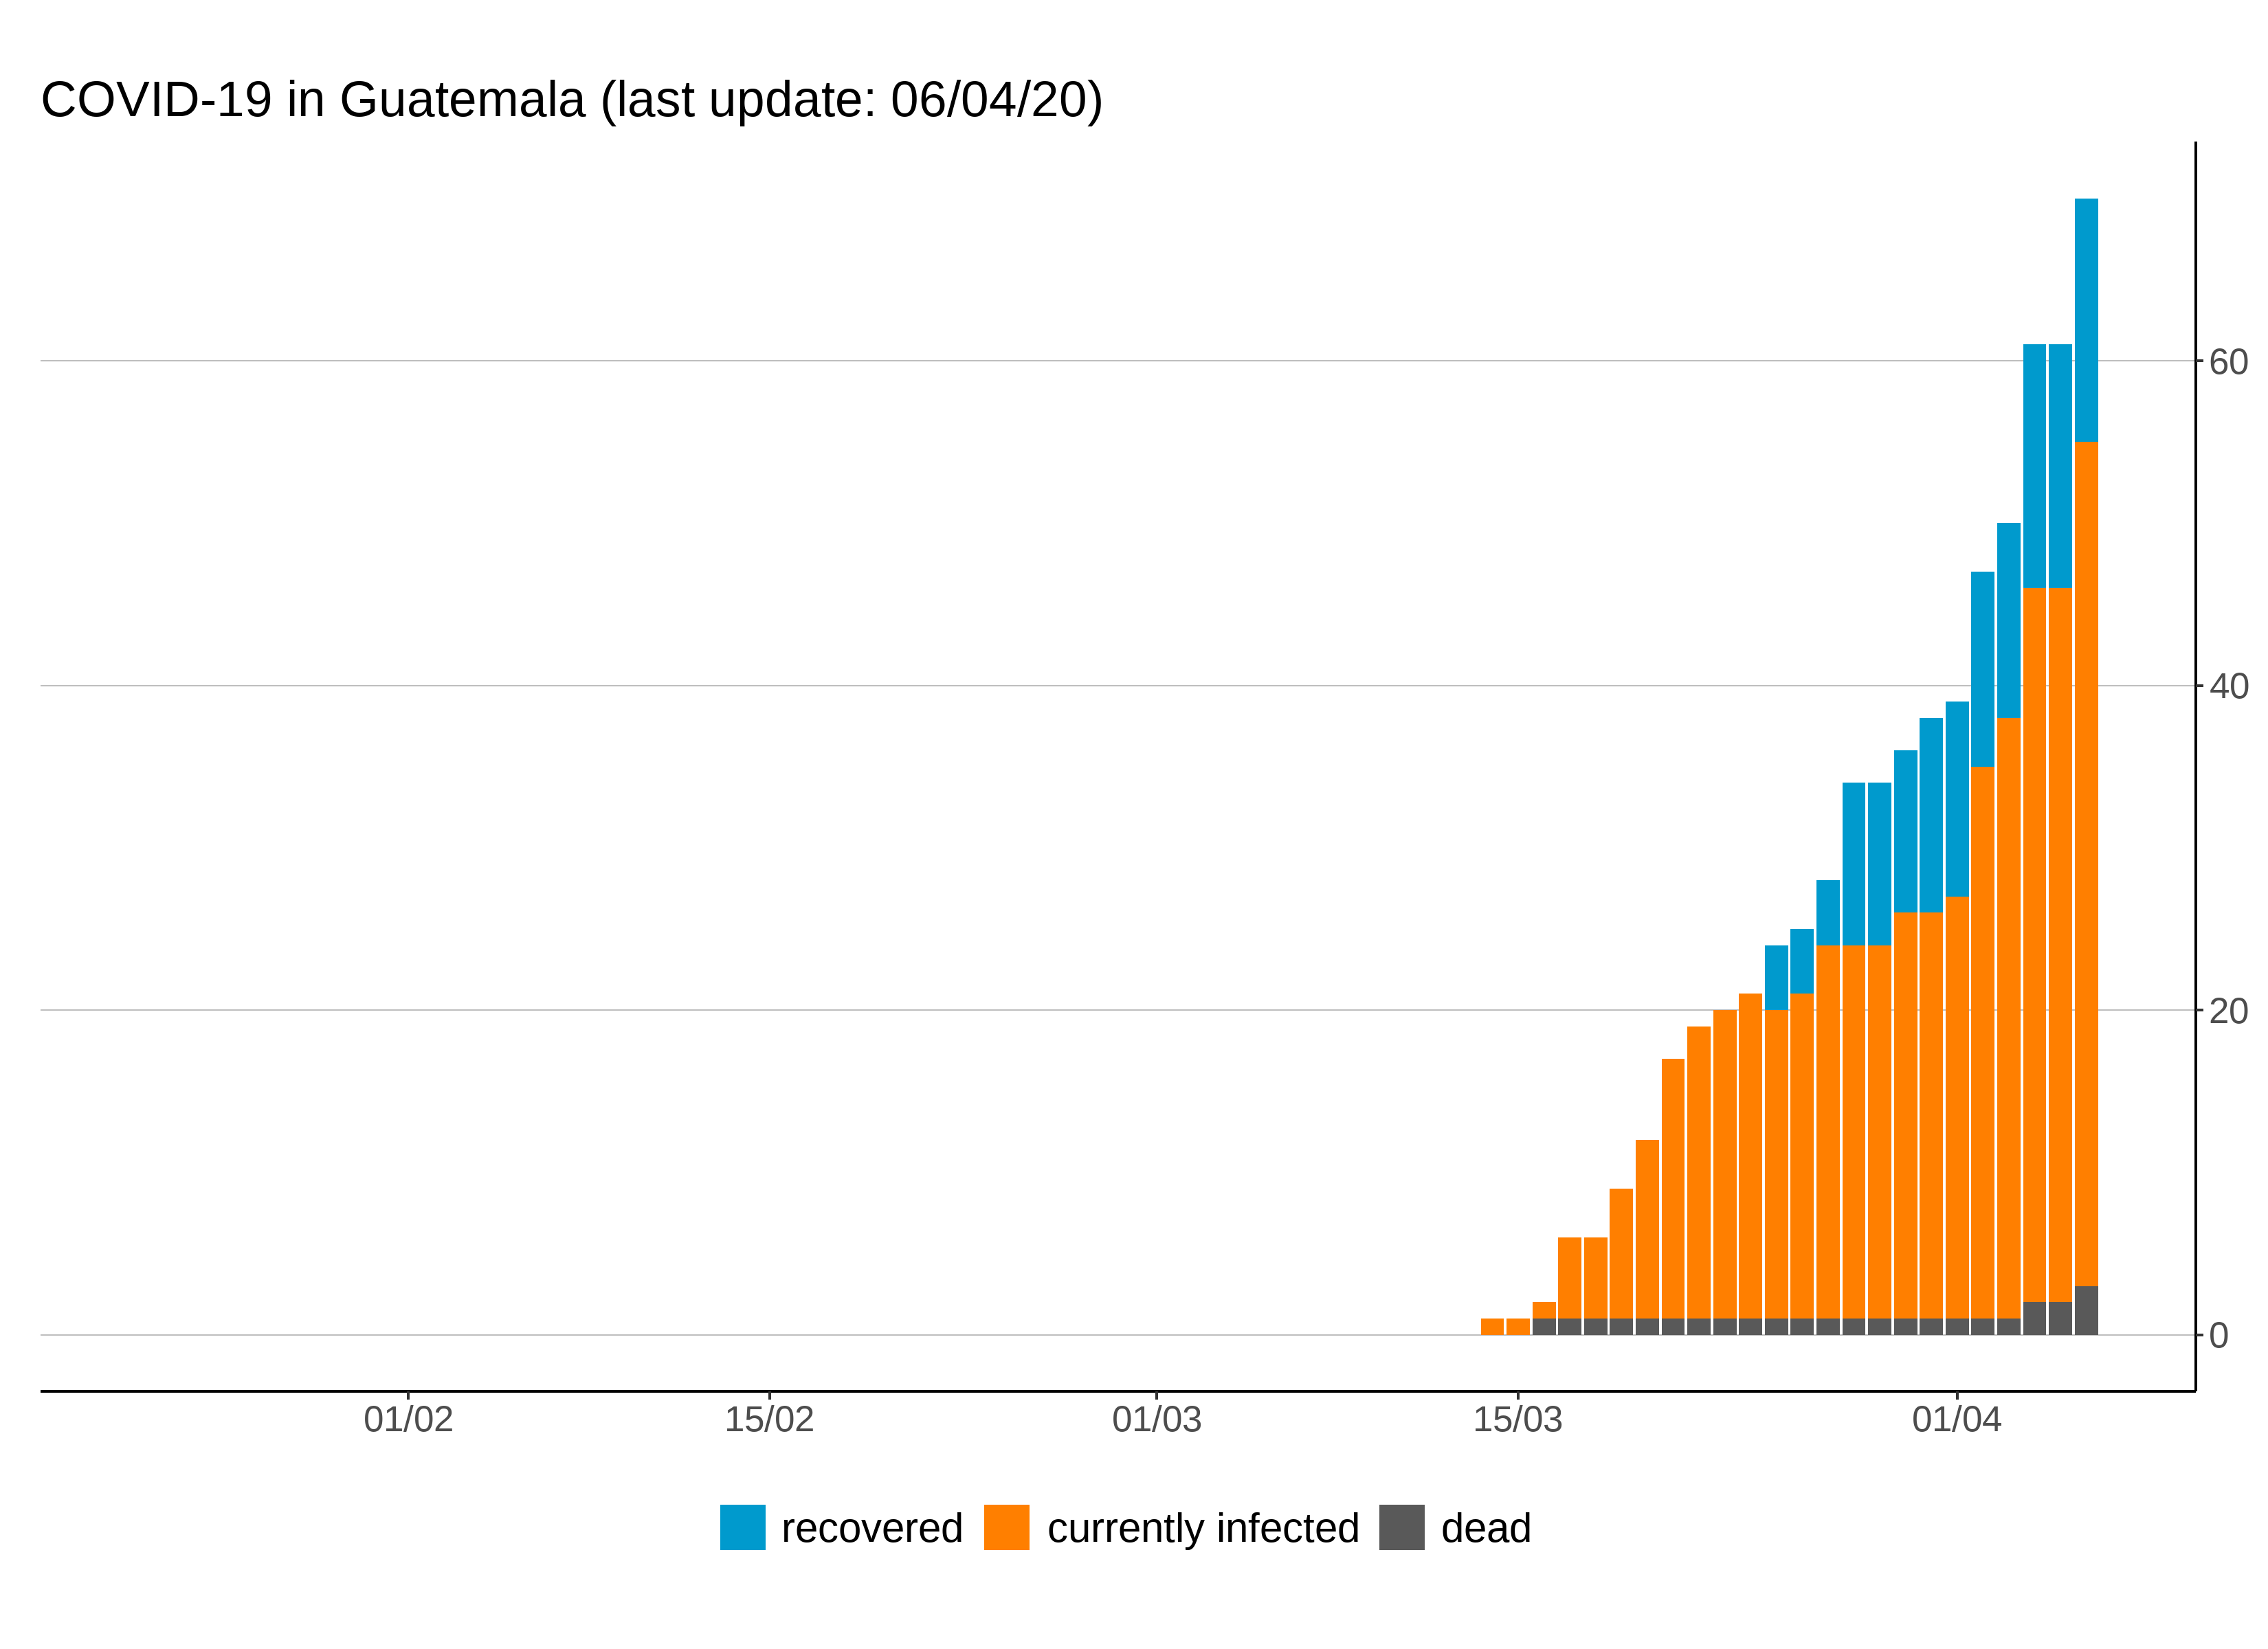 COVID-19 in Guatemala (last update: 06/04/20)
60
40
20
0
01/02 15/02 01/03 15/03 01/04
recovered currently infected dead